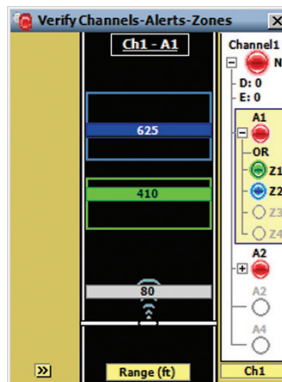 Verify Channels-Alerts-Zones
Ch1 - A1
625
410
80
Range (ft)
Channel1
N
D: 0
E: 0
A1
OR
Z1
Z2
Z3
Z4
A2
A2
A4
Ch1